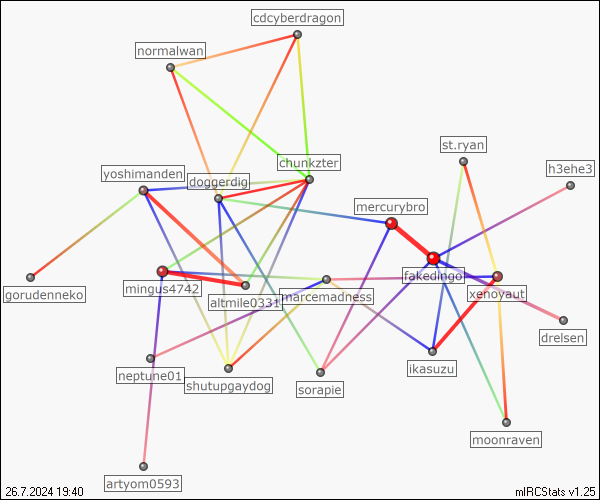 cdcyberdragon
normalwan
st.ryan
chunkzter
h3ehe3
yoshimanden
doggerdig
mercurybro
fakedingo
mingus4742
xenoyaut
gorudenneko
altmile0331
marcemadness
drelsen
ikasuzu
neptune01
shutupgaydog
sorapie
moonraven
artyom0593
26.7.2024 19:40
mIRCStats v1.25